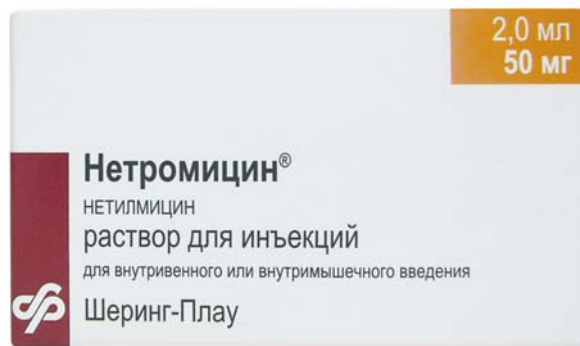 2,0 мл
50 мг
Нетромицин®
НЕТИЛМИЦИН
раствор для инъекций
для внутривенного или внутримышечного введения
Шеринг-Плау